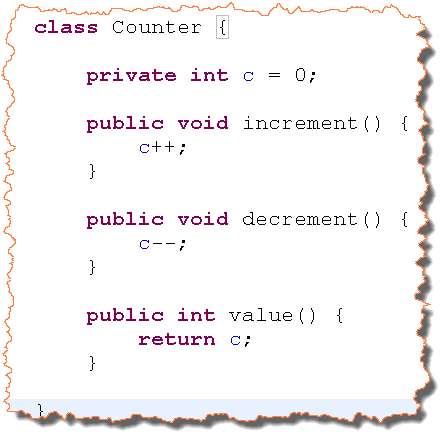 class Counter {
private int c = 0;
public void increment() {
c++;
}
public void decrement() {
c--;
}
public int value() {
return c;
}
}